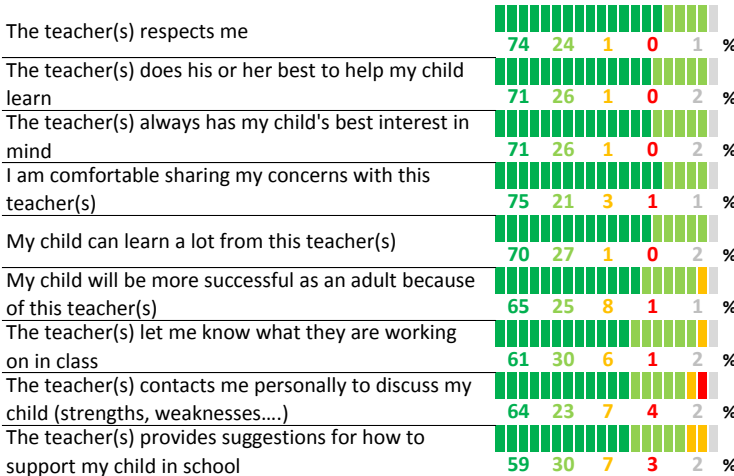 The teacher(s) respects me
74 24 1 0 1 %
The teacher(s) does his or her best to help my child
learn
71 26 1 0 2 %
The teacher(s) always has my child's best interest in
mind
71 26 1 0 2 %
I am comfortable sharing my concerns with this
teacher(s)
75 21 3 1 1 %
My child can learn a lot from this teacher(s)
70 27 1 0 2 %
My child will be more successful as an adult because
of this teacher(s)
65 25 8 1 1 %
The teacher(s) let me know what they are working
on in class
61 30 6 1 2 %
The teacher(s) contacts me personally to discuss my
child (strengths, weaknesses....)
64 23 7 4 2 %
The teacher(s) provides suggestions for how to
support my child in school
59 30 7 3 2 %